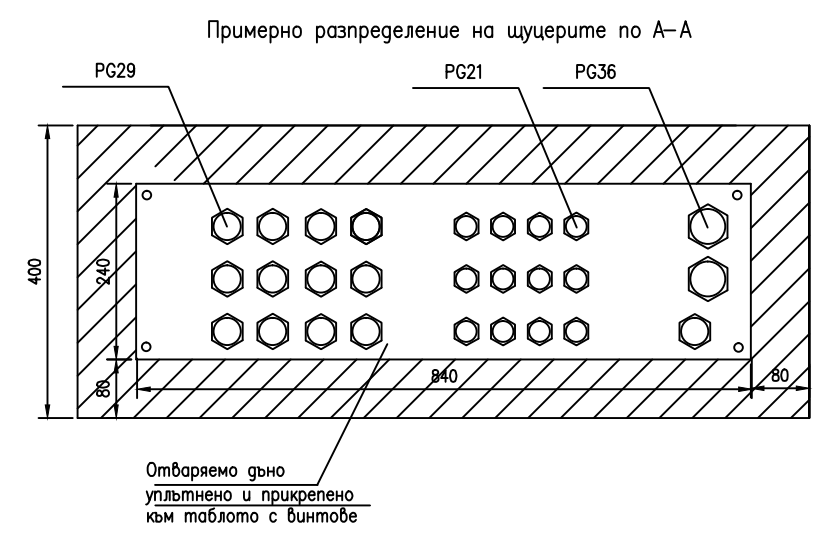 Примерно разпределение на щуцерите по А-А
PG29
PG21
PG36
400
240
80
840
80
Отваряемо дъно
уплътнено и прикрепено
към таблото с винтове